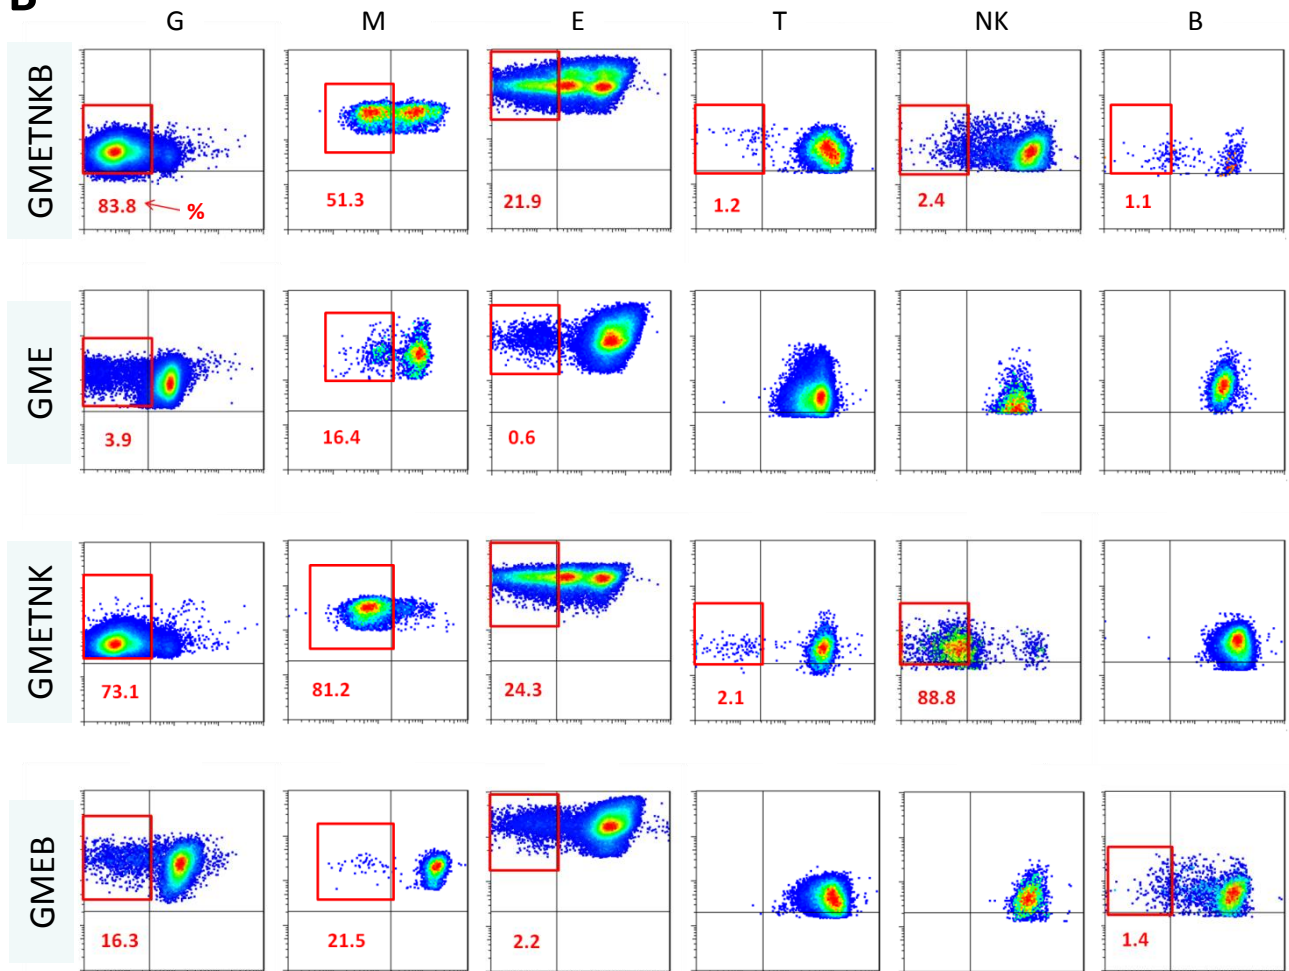 B
G M E T NK B
GMETNKB
83.8 % 51.3 21.9 1.2 2.4 1.1
GME
3.9 16.4 0.6
GMETNK
73.1 81.2 24.3 2.1 88.8
GMEB
16.3 21.5 2.2 1.4